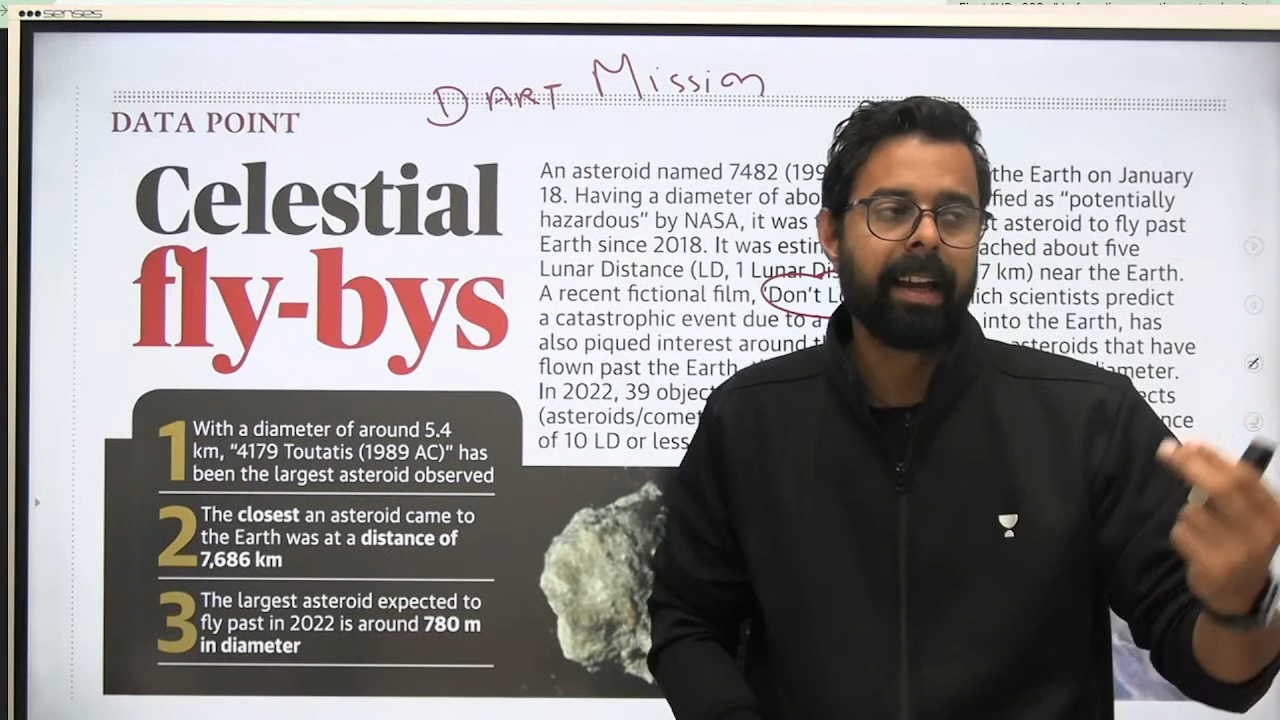 senses
DART Mission
DATA POINT
Celestial
fly-bys
An asteroid named 7482 (199 the Earth on January
18. Having a diameter of abo fied as “potentially
hazardous” by NASA, it was st asteroid to fly past
Earth since 2018. It was estin ached about five
Lunar Distance (LD, 1 Lunar Dis 7 km) near the Earth.
A recent fictional film, ‘Don’t Lo ich scientists predict
a catastrophic event due to a into the Earth, has
also piqued interest around th asteroids that have
flown past the Earth, diameter.
In 2022, 39 object ects
(asteroids/comet nce
of 10 LD or less
1 With a diameter of around 5.4
km, “4179 Toutatis (1989 AC)” has
been the largest asteroid observed
2 The closest an asteroid came to
the Earth was at a distance of
7,686 km
3 The largest asteroid expected to
fly past in 2022 is around 780 m
in diameter